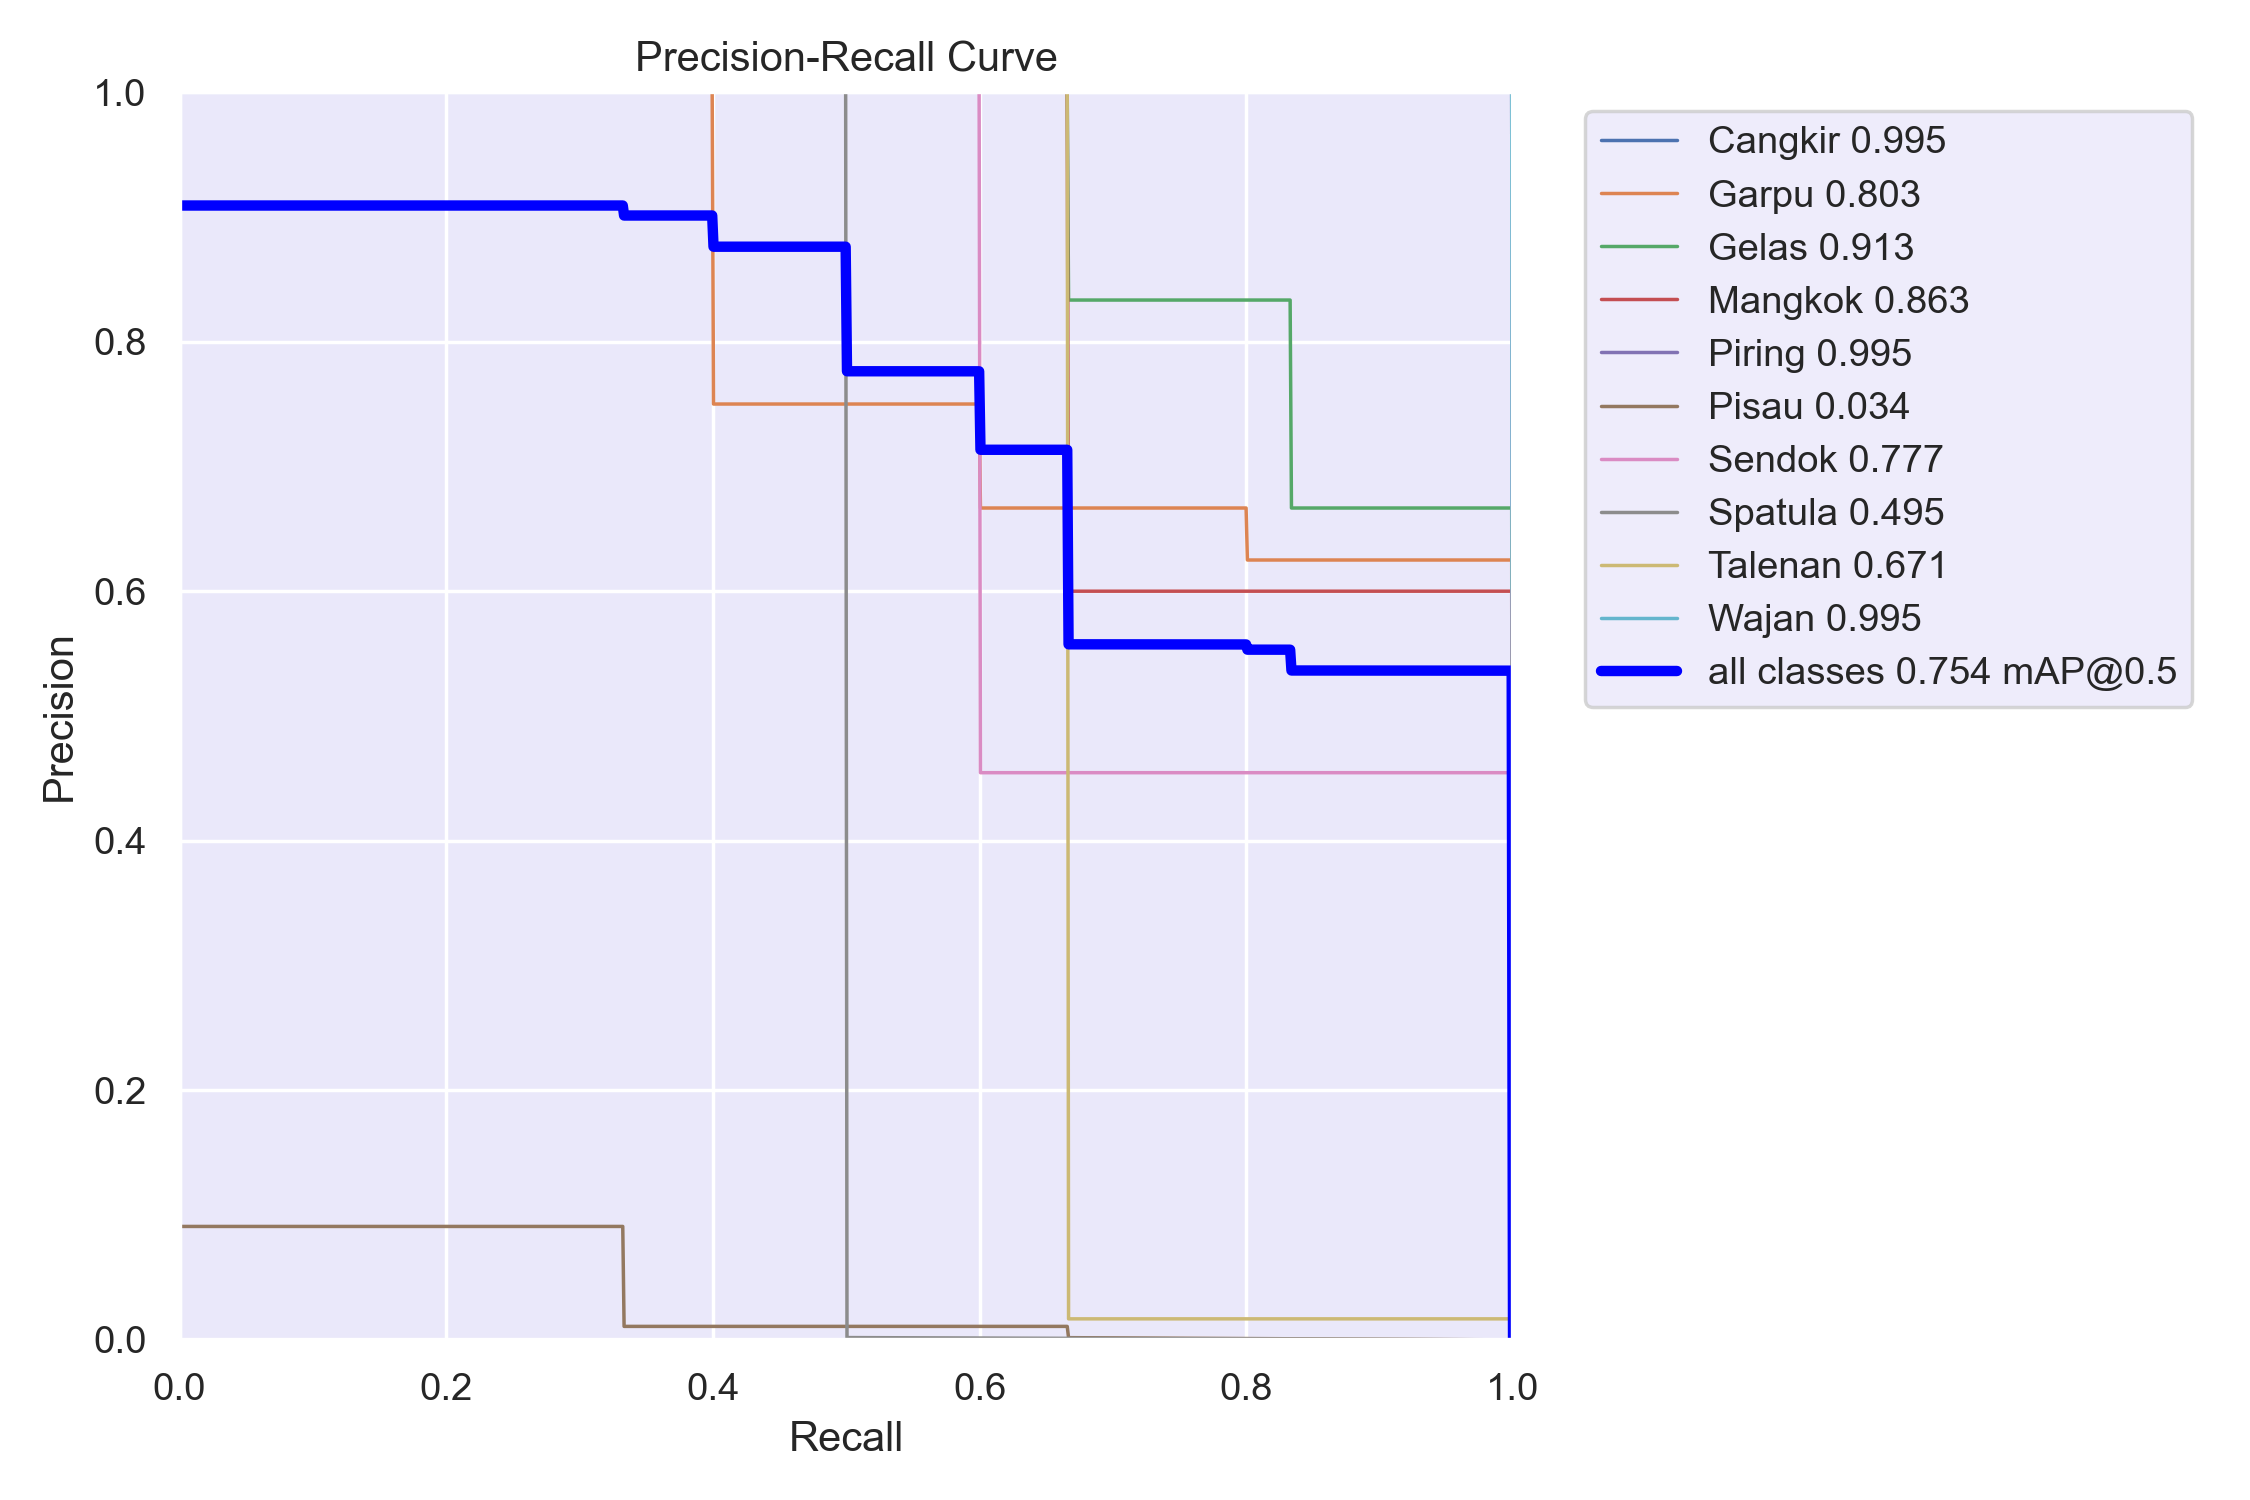 Precision-Recall Curve
1.0
0.8
0.6
0.4
0.2
0.0
Precision
0.0 0.2 0.4 0.6 0.8 1.0
Recall
Cangkir 0.995
Garpu 0.803
Gelas 0.913
Mangkok 0.863
Piring 0.995
Pisau 0.034
Sendok 0.777
Spatula 0.495
Talenan 0.671
Wajan 0.995
all classes 0.754 mAP@0.5